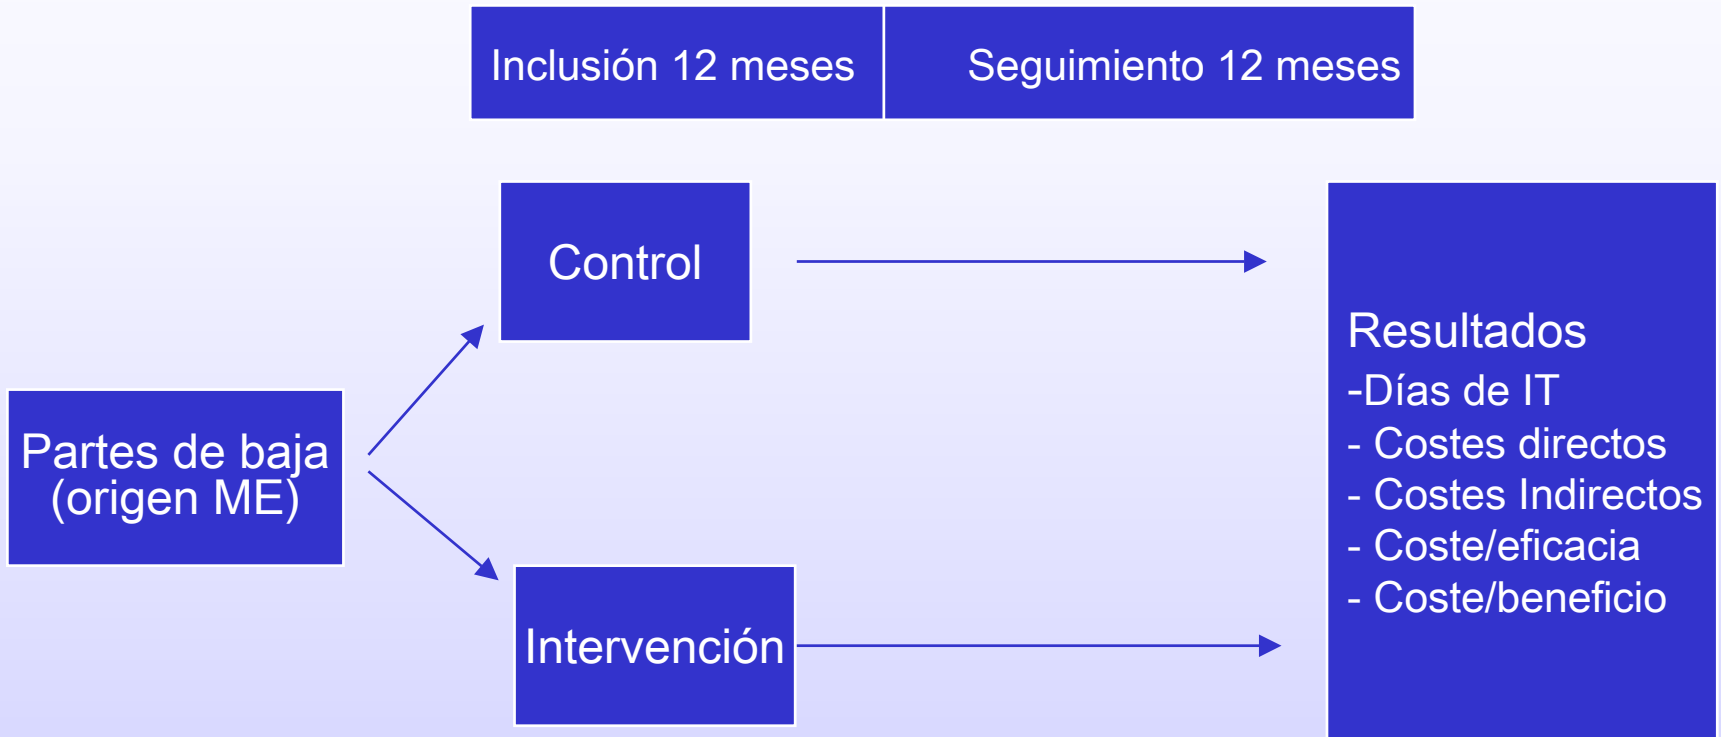 Inclusión 12 meses
Seguimiento 12 meses
Control
Partes de baja
(origen ME)
Intervención
Resultados
-Días de IT
- Costes directos
- Costes Indirectos
- Coste/eficacia
- Coste/beneficio